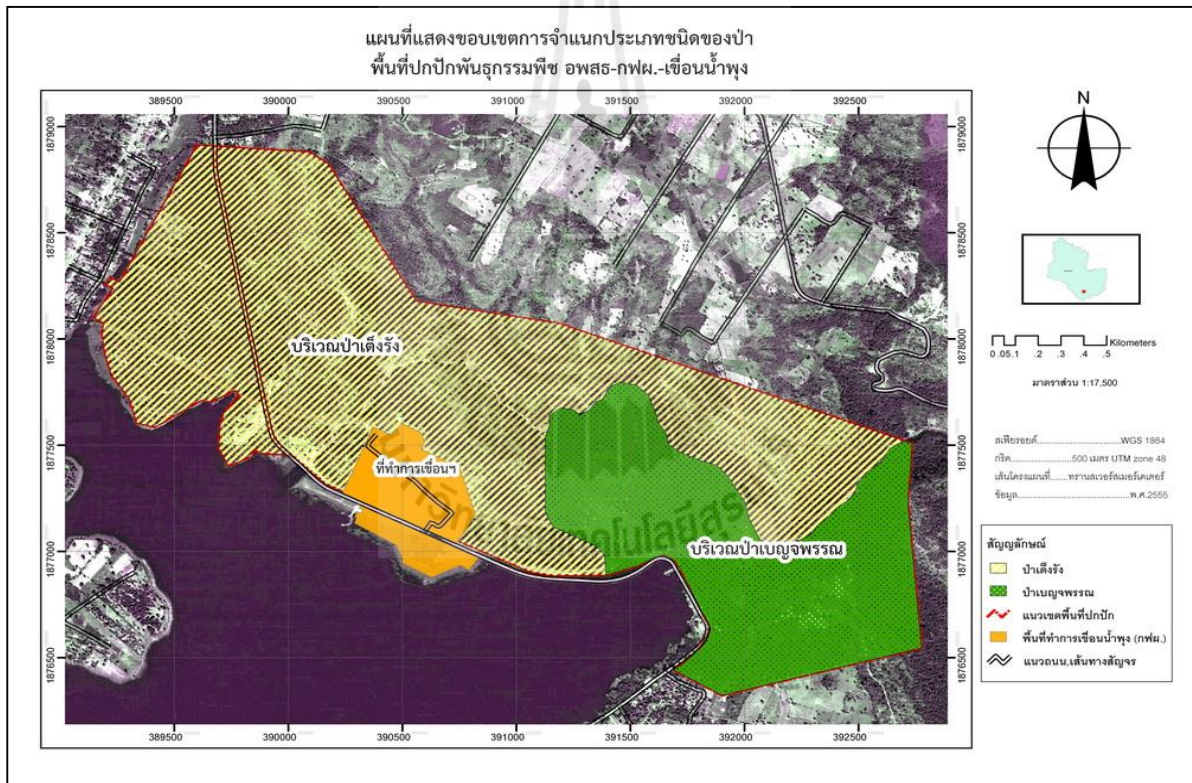 แผนที่แสดงขอบเขตการจำแนกประเภทชนิดของป่า
พื้นที่ปกปักพันธุกรรมพืช อพสธ-กฟผ.-เขื่อนน้ำพุง
389500 390000 390500 391000 391500 392000 392500
1879000 1879000
1878500 1878500
1878000 1878000
1877500 1877500
1877000 1877000
1876500 1876500
บริเวณป่าเต็งรัง
ที่ทำการเขื่อนฯ
บริเวณป่าเบญจพรรณ
389500 390000 390500 391000 391500 392000 392500
N
Kilometers
0 .05.1 .2 .3 .4 .5
มาตราส่วน 1:17,500
สเฟียรอยด์.................................WGS 1984
กริด.......................500 เมตร UTM zone 48
เส้นโครงแผนที่.......ทรานสเวอร์สเมอร์เคเตอร์
ข้อมูล.............................................พ.ศ.2555
สัญญลักษณ์
ป่าเต็งรัง
ป่าเบญจพรรณ
แนวเขตพื้นที่ปกปัก
พื้นที่ทำการเขื่อนน้ำพุง (กฟผ.)
แนวถนน.เส้นทางสัญจร